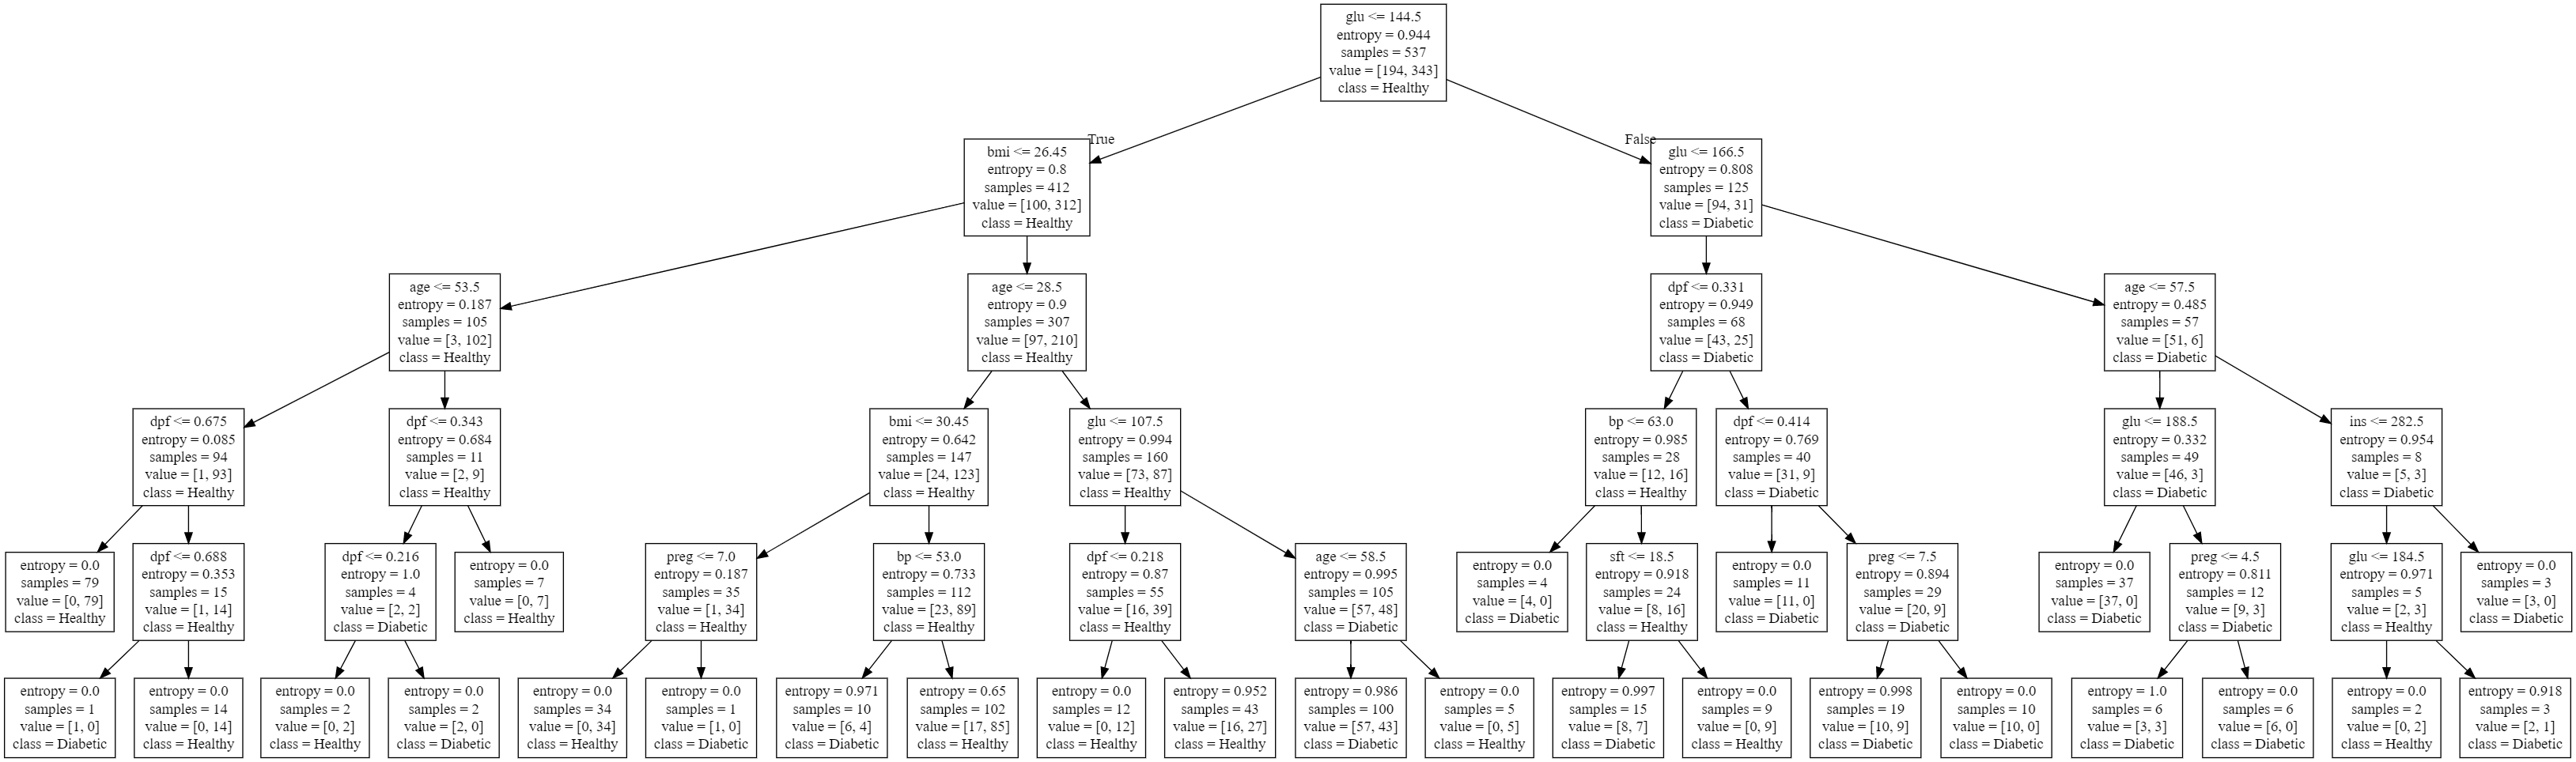 glu <= 144.5
entropy = 0.944
samples = 537
value = [194, 343]
class = Healthy
True
False
bmi <= 26.45
entropy = 0.8
samples = 412
value = [100, 312]
class = Healthy
glu <= 166.5
entropy = 0.808
samples = 125
value = [94, 31]
class = Diabetic
age <= 53.5
entropy = 0.187
samples = 105
value = [3, 102]
class = Healthy
age <= 28.5
entropy = 0.9
samples = 307
value = [97, 210]
class = Healthy
dpf <= 0.331
entropy = 0.949
samples = 68
value = [43, 25]
class = Diabetic
age <= 57.5
entropy = 0.485
samples = 57
value = [51, 6]
class = Diabetic
dpf <= 0.675
entropy = 0.085
samples = 94
value = [1, 93]
class = Healthy
dpf <= 0.343
entropy = 0.684
samples = 11
value = [2, 9]
class = Healthy
bmi <= 30.45
entropy = 0.642
samples = 147
value = [24, 123]
class = Healthy
glu <= 107.5
entropy = 0.994
samples = 160
value = [73, 87]
class = Healthy
bp <= 63.0
entropy = 0.985
samples = 28
value = [12, 16]
class = Healthy
dpf <= 0.414
entropy = 0.769
samples = 40
value = [31, 9]
class = Diabetic
glu <= 188.5
entropy = 0.332
samples = 49
value = [46, 3]
class = Diabetic
ins <= 282.5
entropy = 0.954
samples = 8
value = [5, 3]
class = Diabetic
entropy = 0.0
samples = 79
value = [0, 79]
class = Healthy
dpf <= 0.688
entropy = 0.353
samples = 15
value = [1, 14]
class = Healthy
dpf <= 0.216
entropy = 1.0
samples = 4
value = [2, 2]
class = Diabetic
entropy = 0.0
samples = 7
value = [0, 7]
class = Healthy
preg <= 7.0
entropy = 0.187
samples = 35
value = [1, 34]
class = Healthy
bp <= 53.0
entropy = 0.733
samples = 112
value = [23, 89]
class = Healthy
dpf <= 0.218
entropy = 0.87
samples = 55
value = [16, 39]
class = Healthy
age <= 58.5
entropy = 0.995
samples = 105
value = [57, 48]
class = Diabetic
entropy = 0.0
samples = 4
value = [4, 0]
class = Diabetic
sft <= 18.5
entropy = 0.918
samples = 24
value = [8, 16]
class = Healthy
entropy = 0.0
samples = 11
value = [11, 0]
class = Diabetic
preg <= 7.5
entropy = 0.894
samples = 29
value = [20, 9]
class = Diabetic
entropy = 0.0
samples = 37
value = [37, 0]
class = Diabetic
preg <= 4.5
entropy = 0.811
samples = 12
value = [9, 3]
class = Diabetic
glu <= 184.5
entropy = 0.971
samples = 5
value = [2, 3]
class = Healthy
entropy = 0.0
samples = 3
value = [3, 0]
class = Diabetic
entropy = 0.0
samples = 1
value = [1, 0]
class = Diabetic
entropy = 0.0
samples = 14
value = [0, 14]
class = Healthy
entropy = 0.0
samples = 2
value = [0, 2]
class = Healthy
entropy = 0.0
samples = 2
value = [2, 0]
class = Diabetic
entropy = 0.0
samples = 34
value = [0, 34]
class = Healthy
entropy = 0.0
samples = 1
value = [1, 0]
class = Diabetic
entropy = 0.971
samples = 10
value = [6, 4]
class = Diabetic
entropy = 0.65
samples = 102
value = [17, 85]
class = Healthy
entropy = 0.0
samples = 12
value = [0, 12]
class = Healthy
entropy = 0.952
samples = 43
value = [16, 27]
class = Healthy
entropy = 0.986
samples = 100
value = [57, 43]
class = Diabetic
entropy = 0.0
samples = 5
value = [0, 5]
class = Healthy
entropy = 0.997
samples = 15
value = [8, 7]
class = Diabetic
entropy = 0.0
samples = 9
value = [0, 9]
class = Healthy
entropy = 0.998
samples = 19
value = [10, 9]
class = Diabetic
entropy = 0.0
samples = 10
value = [10, 0]
class = Diabetic
entropy = 1.0
samples = 6
value = [3, 3]
class = Diabetic
entropy = 0.0
samples = 6
value = [6, 0]
class = Diabetic
entropy = 0.0
samples = 2
value = [0, 2]
class = Healthy
entropy = 0.918
samples = 3
value = [2, 1]
class = Diabetic